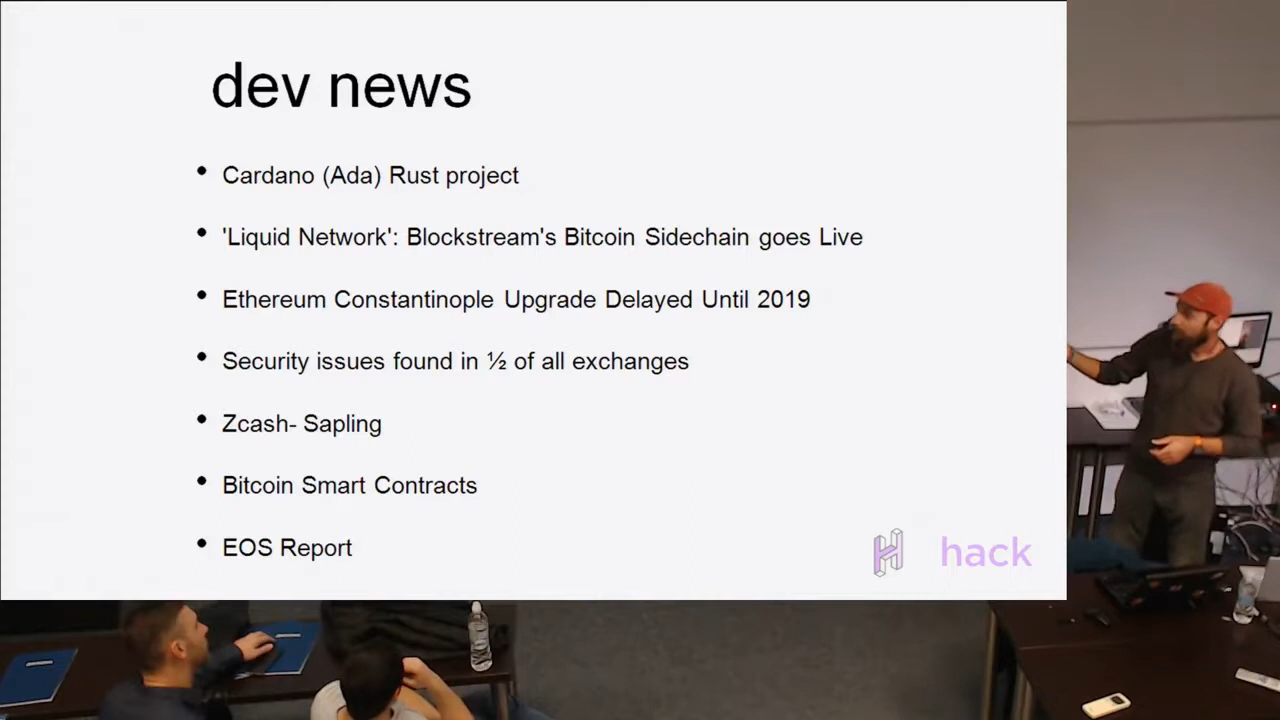 dev news
• Cardano (Ada) Rust project
• 'Liquid Network': Blockstream's Bitcoin Sidechain goes Live
• Ethereum Constantinople Upgrade Delayed Until 2019
• Security issues found in ½ of all exchanges
• Zcash- Sapling
• Bitcoin Smart Contracts
• EOS Report
hack